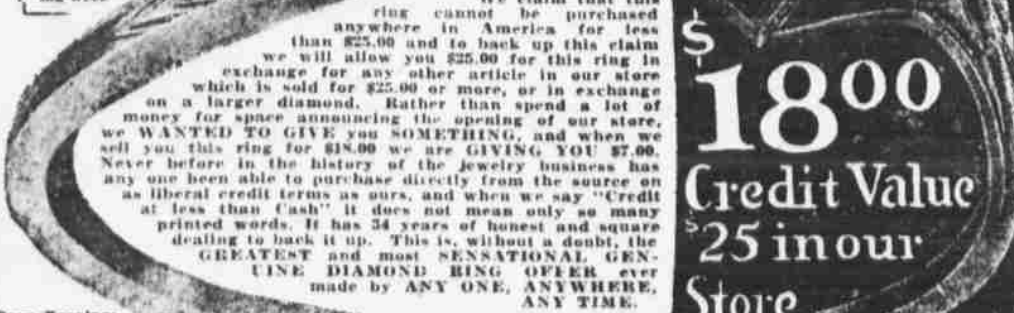 We claim that this
ring cannot be purchased
anywhere in America for less
than $25.00 and to back up this claim
we will allow you $25.00 for this ring in
exchange for any other article in our store
which is sold for $25.00 or more, or in exchange
on a larger diamond. Rather than spend a lot of
money for space announcing the opening of our store,
we WANTED TO GIVE you SOMETHING, and when we
sell you this ring for $18.00 we are GIVING YOU $7.00.
Never before in the history of the jewelry business has
any one been able to purchase directly from the source on
as liberal credit terms as ours, and when we say "Credit
at less than Cash" it does not mean only so many
printed words. It has 34 years of honest and square
dealing to back it up. This is, without a doubt, the
GREATEST and most SENSATIONAL GEN-
UINE DIAMOND RING OFFER ever
made by ANY ONE, ANYWHERE,
ANY TIME.
$18.00
Credit Value
$25 in our
Store